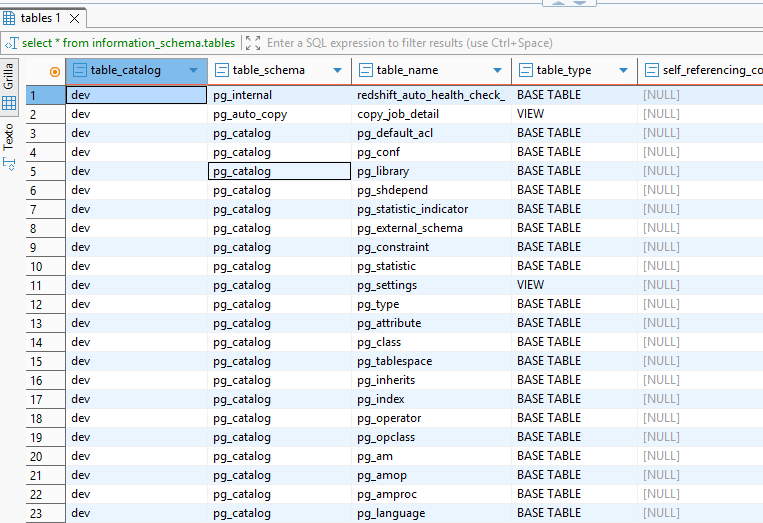 tables 1
select * from information_schema.tables Enter a SQL expression to filter results (use Ctrl+Space)
Grilla
Texto
table_catalog table_schema table_name table_type self_referencing_co
1 dev pg_internal redshift_auto_health_check_ BASE TABLE [NULL]
2 dev pg_auto_copy copy_job_detail VIEW [NULL]
3 dev pg_catalog pg_default_acl BASE TABLE [NULL]
4 dev pg_catalog pg_conf BASE TABLE [NULL]
5 dev pg_catalog pg_library BASE TABLE [NULL]
6 dev pg_catalog pg_shdepend BASE TABLE [NULL]
7 dev pg_catalog pg_statistic_indicator BASE TABLE [NULL]
8 dev pg_catalog pg_external_schema BASE TABLE [NULL]
9 dev pg_catalog pg_constraint BASE TABLE [NULL]
10 dev pg_catalog pg_statistic BASE TABLE [NULL]
11 dev pg_catalog pg_settings VIEW [NULL]
12 dev pg_catalog pg_type BASE TABLE [NULL]
13 dev pg_catalog pg_attribute BASE TABLE [NULL]
14 dev pg_catalog pg_class BASE TABLE [NULL]
15 dev pg_catalog pg_tablespace BASE TABLE [NULL]
16 dev pg_catalog pg_inherits BASE TABLE [NULL]
17 dev pg_catalog pg_index BASE TABLE [NULL]
18 dev pg_catalog pg_operator BASE TABLE [NULL]
19 dev pg_catalog pg_opclass BASE TABLE [NULL]
20 dev pg_catalog pg_am BASE TABLE [NULL]
21 dev pg_catalog pg_amop BASE TABLE [NULL]
22 dev pg_catalog pg_amproc BASE TABLE [NULL]
23 dev pg_catalog pg_language BASE TABLE [NULL]